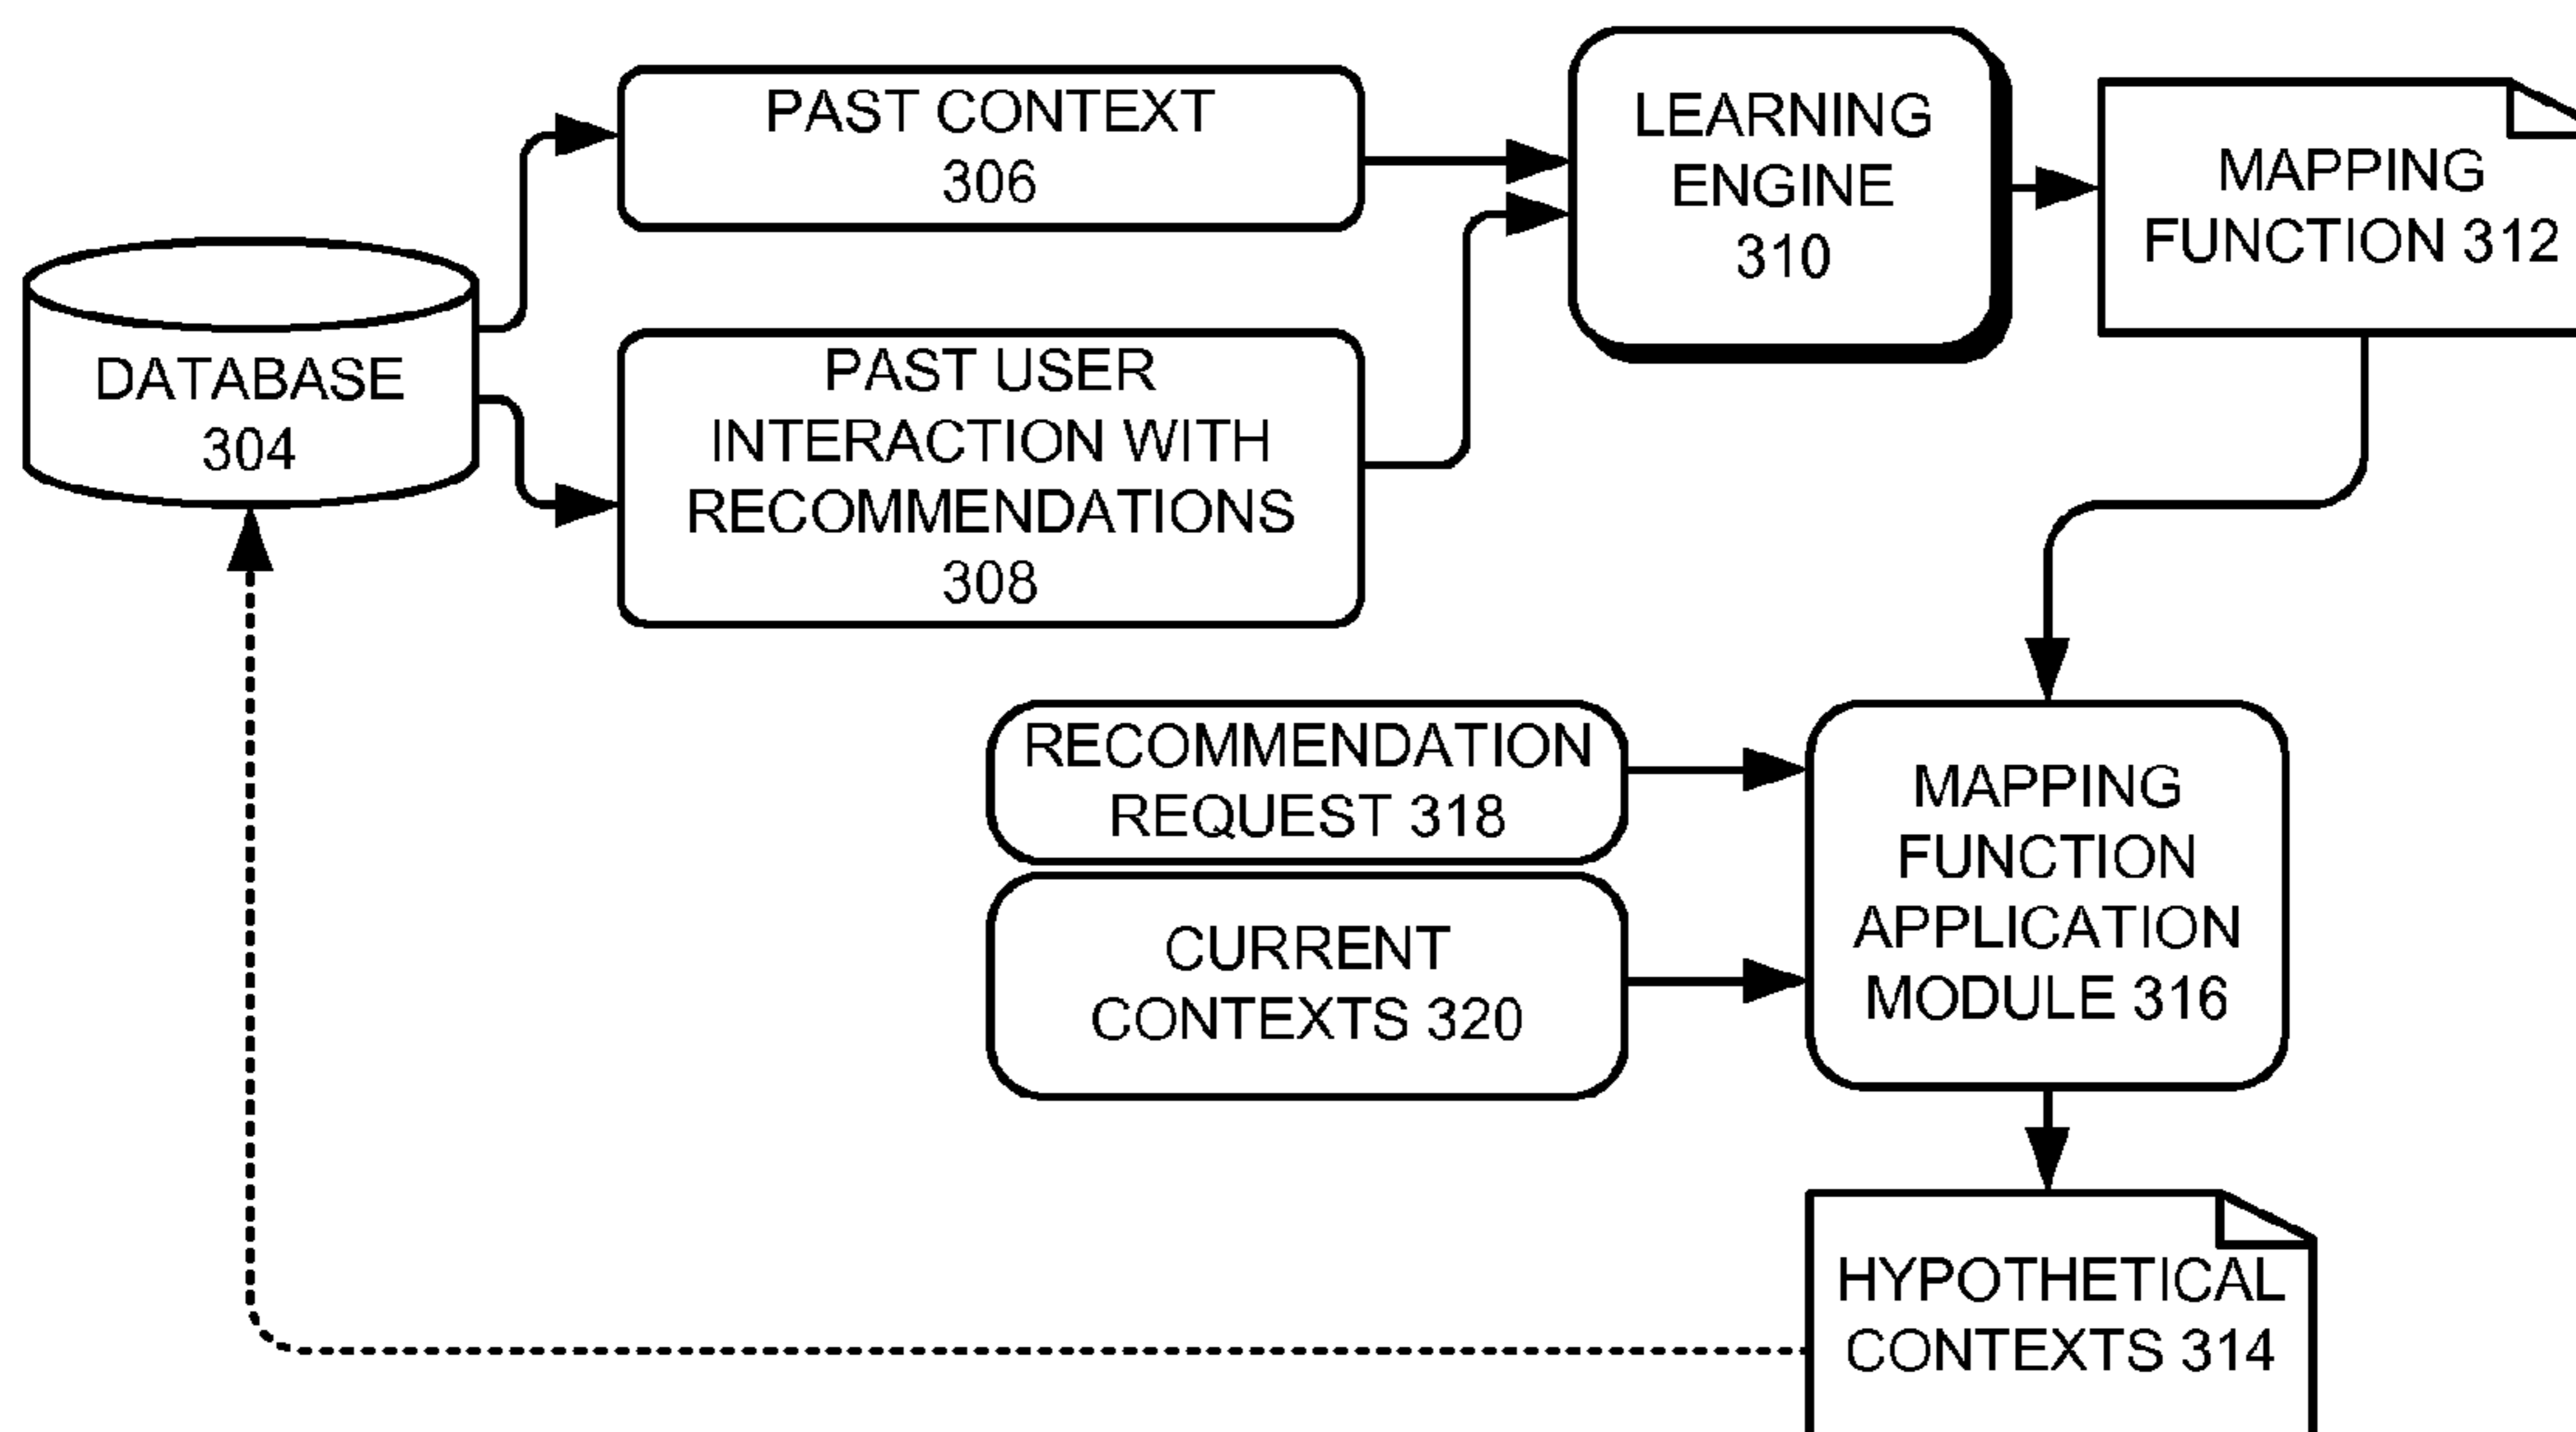 PAST CONTEXT
306
LEARNING
ENGINE
310
MAPPING
FUNCTION 312
DATABASE
304
PAST USER
INTERACTION WITH
RECOMMENDATIONS
308
RECOMMENDATION
REQUEST 318
CURRENT
CONTEXTS 320
MAPPING
FUNCTION
APPLICATION
MODULE 316
HYPOTHETICAL
CONTEXTS 314